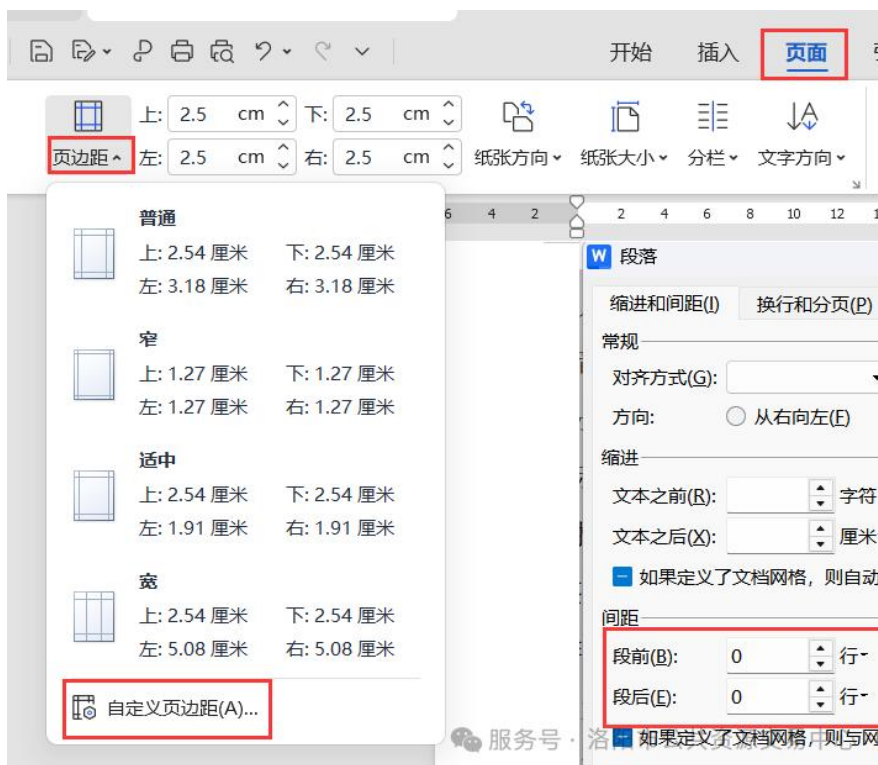 开始 插入 页面
上: 2.5 cm 下: 2.5 cm
页边距 左: 2.5 cm 右: 2.5 cm 纸张方向 纸张大小 分栏 文字方向
6 4 2 2 4 6 8 10 12
普通
上: 2.54 厘米 下: 2.54 厘米
左: 3.18 厘米 右: 3.18 厘米
窄
上: 1.27 厘米 下: 1.27 厘米
左: 1.27 厘米 右: 1.27 厘米
适中
上: 2.54 厘米 下: 2.54 厘米
左: 1.91 厘米 右: 1.91 厘米
宽
上: 2.54 厘米 下: 2.54 厘米
左: 5.08 厘米 右: 5.08 厘米
自定义页边距(A)...
W 段落
缩进和间距(I) 换行和分页(P)
常规
对齐方式(G):
方向: 从右向左(F)
缩进
文本之前(R): 字符
文本之后(X): 厘米
如果定义了文档网格，则自动
间距
段前(B): 0 行
段后(E): 0 行
如果定义了文档网格，则与网
服务号 · 洛